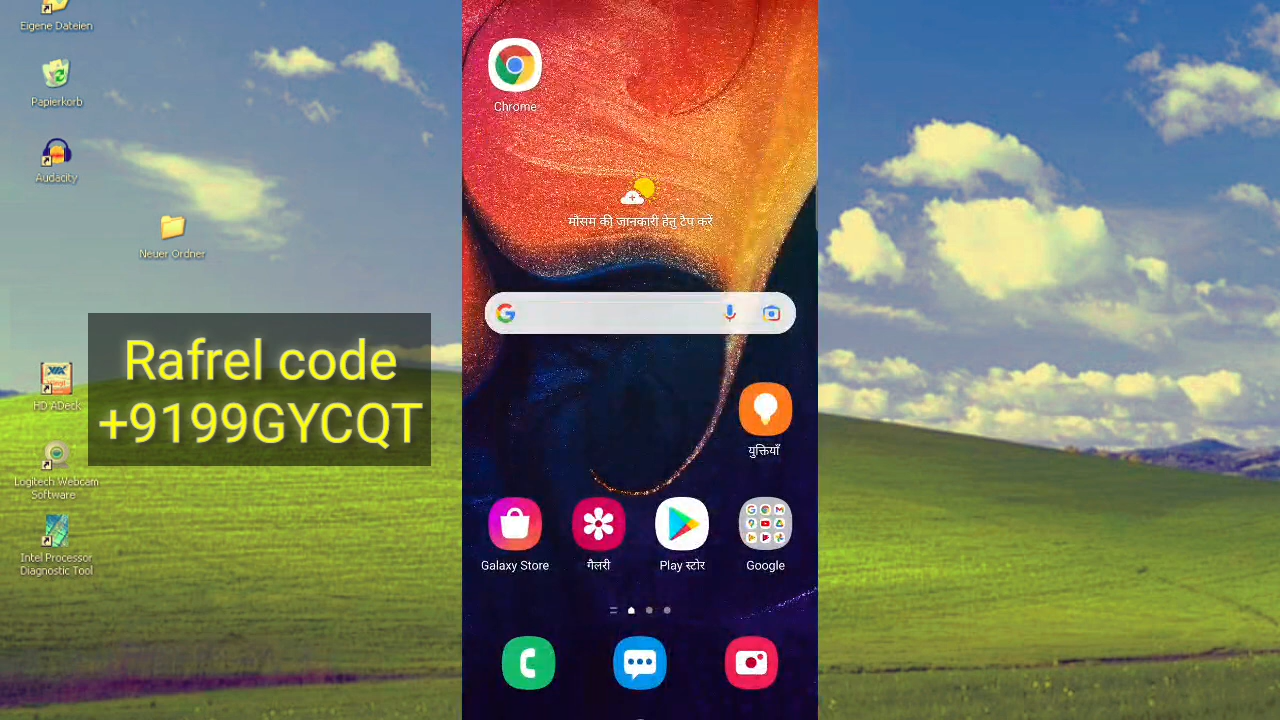 Eigene Dateien
Papierkorb
Audacity
Neuer Ordner
Rafrel code
+9199GYCQT
HD ADeck
Logitech Webcam
Software
Intel Processor
Diagnostic Tool
Chrome
मौसम की जानकारी हेतु टैप करें
युक्तियाँ
Galaxy Store
गैलरी
Play स्टोर
Google